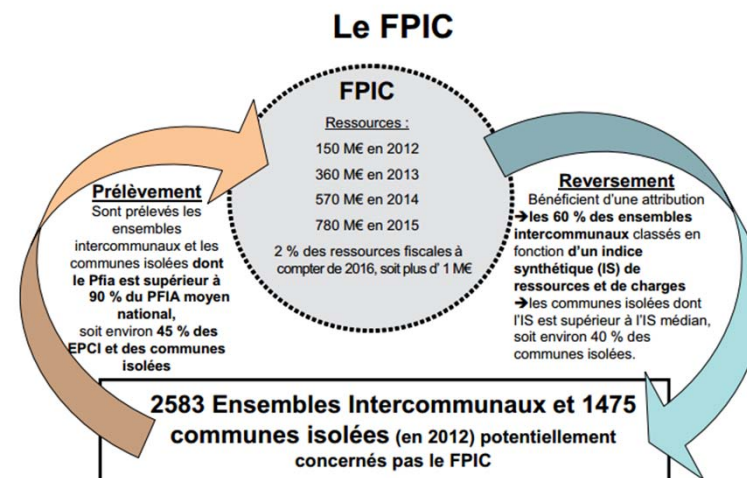 Le FPIC
FPIC
Ressources :
150 M€ en 2012
360 M€ en 2013
570 M€ en 2014
780 M€ en 2015
2 % des ressources fiscales à
compter de 2016, soit plus d' 1 M€
Prélèvement
Sont prélevés les
ensembles
intercommunaux et les
communes isolées dont
le Pfia est supérieur à
90 % du PFIA moyen
national,
soit environ 45 % des
EPCI et des communes
isolées
Reversement
Bénéficient d'une attribution
➔les 60 % des ensembles
intercommunaux classés en
fonction d'un indice
synthétique (IS) de
ressources et de charges
➔les communes isolées dont
l'IS est supérieur à l'IS médian,
soit environ 40 % des
communes isolées.
2583 Ensembles Intercommunaux et 1475
communes isolées (en 2012) potentiellement
concernés pas le FPIC